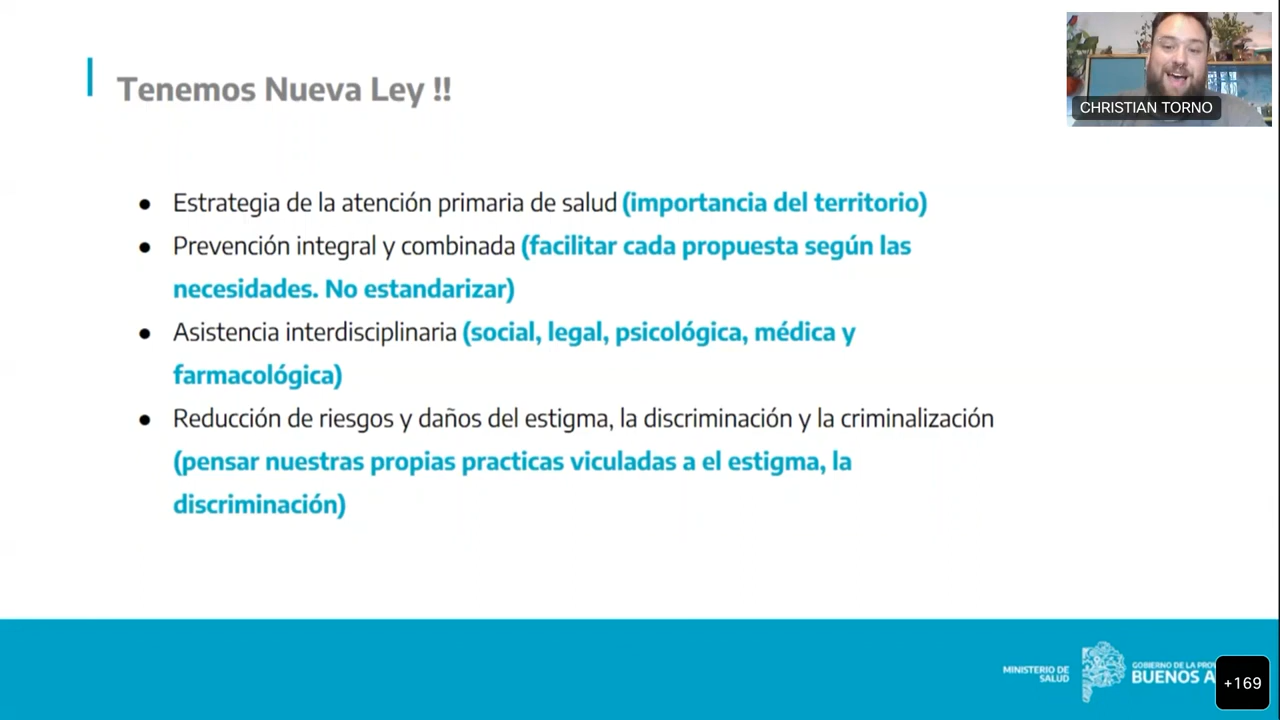 Tenemos Nueva Ley !!
CHRISTIAN TORNO
● Estrategia de la atención primaria de salud (importancia del territorio)
● Prevención integral y combinada (facilitar cada propuesta según las
necesidades. No estandarizar)
● Asistencia interdisciplinaria (social, legal, psicológica, médica y
farmacológica)
● Reducción de riesgos y daños del estigma, la discriminación y la criminalización
(pensar nuestras propias practicas viculadas a el estigma, la
discriminación)
MINISTERIO DE
SALUD
GOBIERNO DE LA
BUENOS
+169